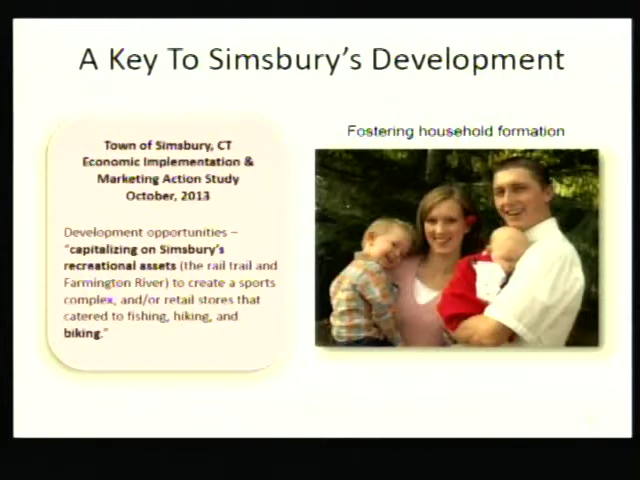 A Key To Simsbury's Development
Town of Simsbury, CT
Economic Implementation &
Marketing Action Study
October, 2013
Development opportunities –
"capitalizing on Simsbury's
recreational assets (the rail trail and
Farmington River) to create a sports
complex, and/or retail stores that
catered to fishing, hiking, and
biking."
Fostering household formation